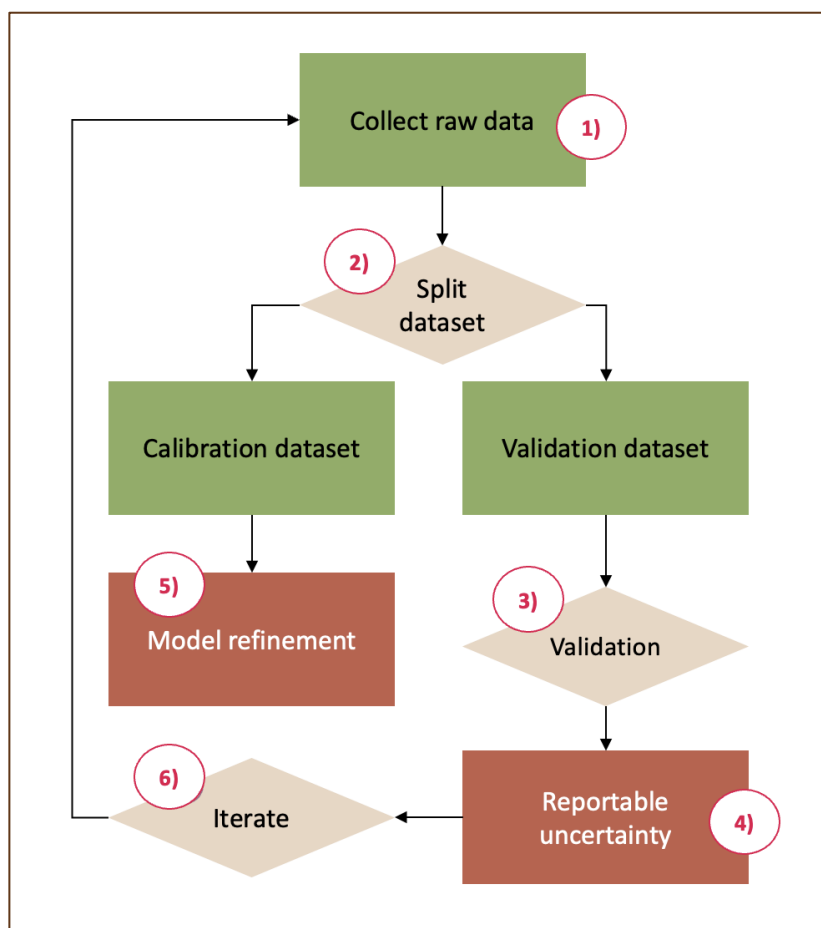 Collect raw data
1)
2)
Split
dataset
Calibration dataset
Validation dataset
5)
Model refinement
3)
Validation
6)
Iterate
Reportable
uncertainty
4)